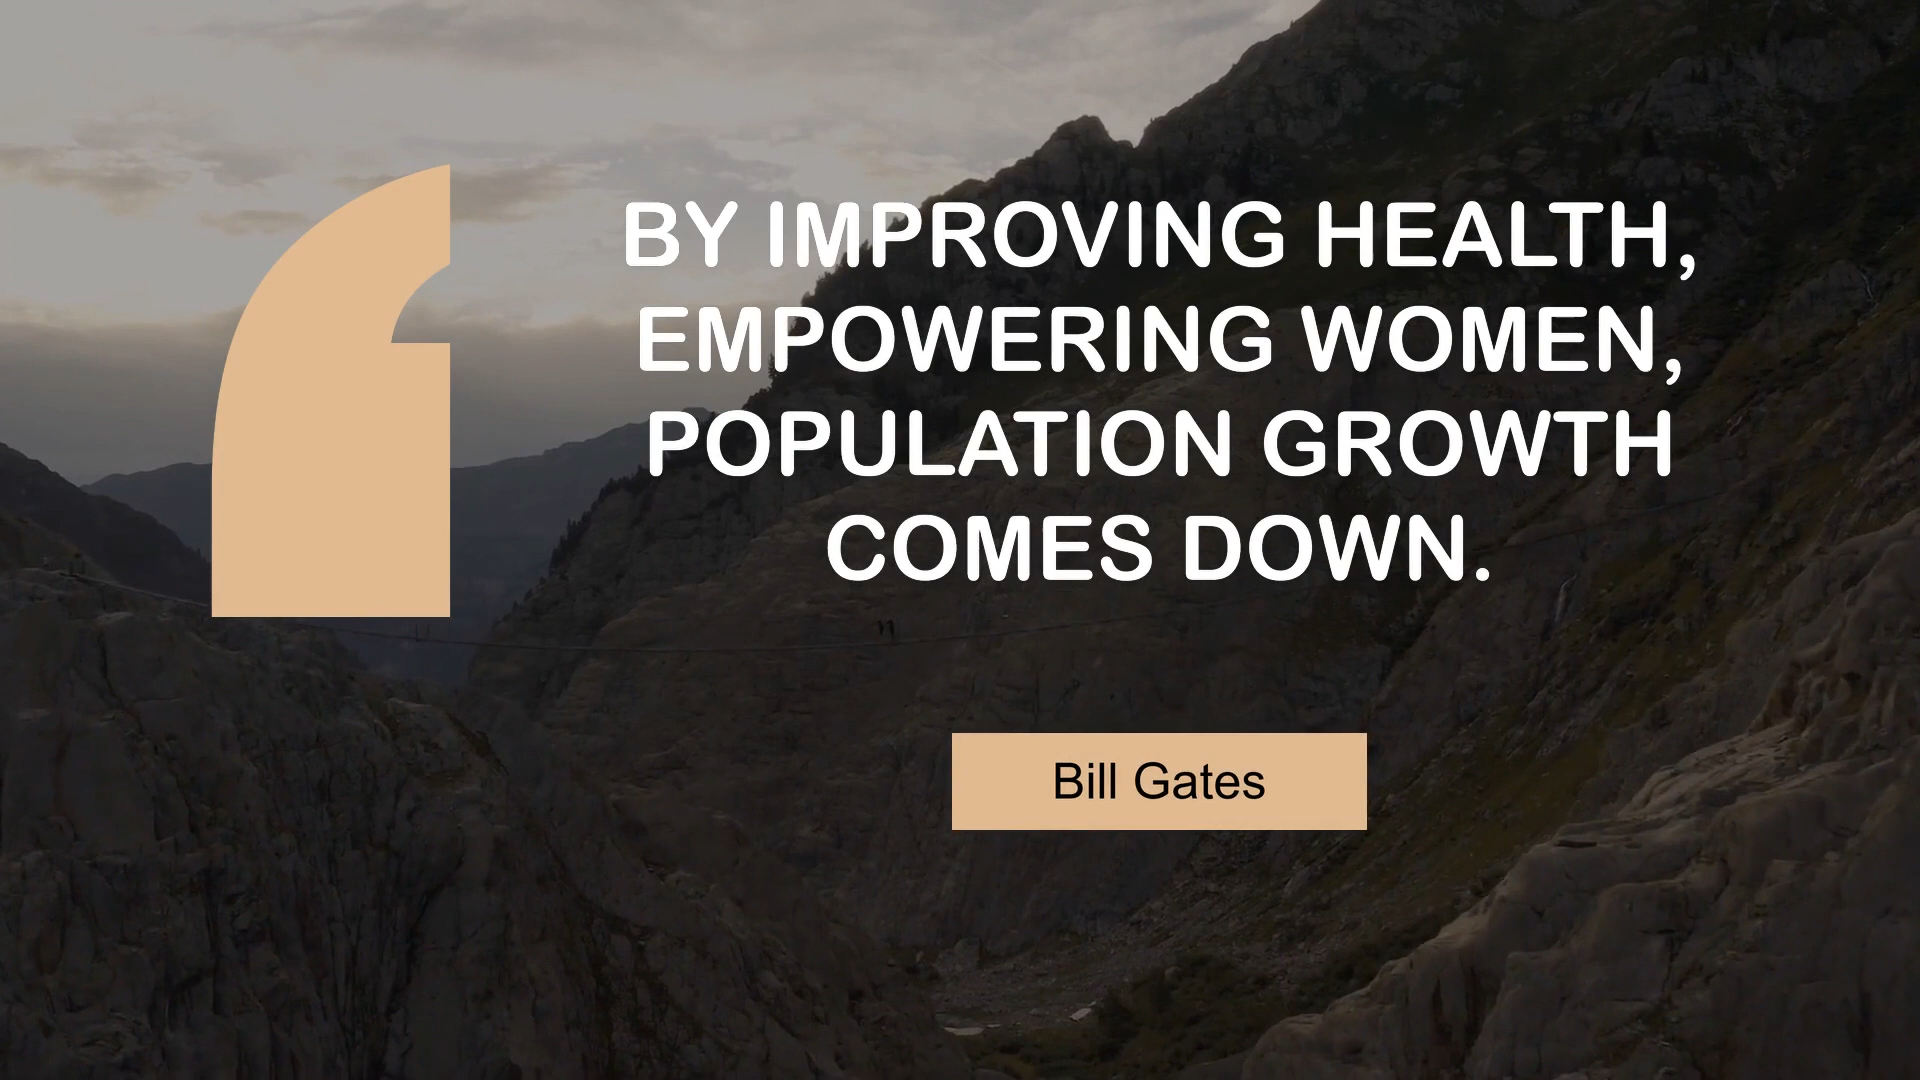 BY IMPROVING HEALTH,
EMPOWERING WOMEN,
POPULATION GROWTH
COMES DOWN.
Bill Gates